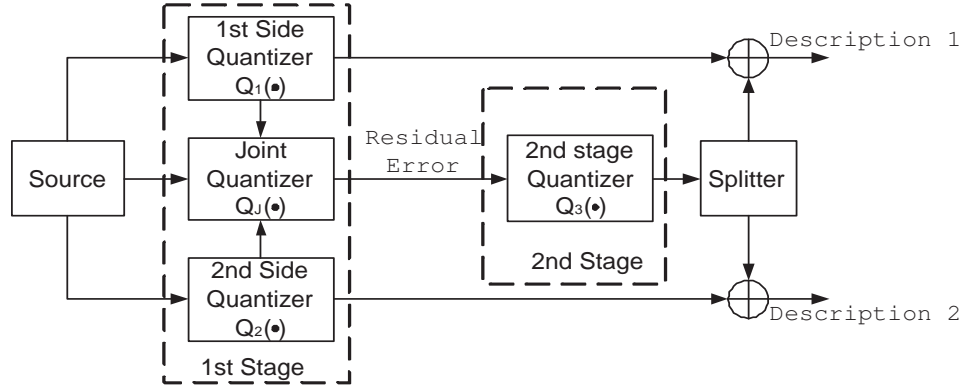 1st Side
Quantizer
Q1(•)
Description 1
Source
Joint
Quantizer
QJ(•)
Residual
Error
2nd stage
Quantizer
Q3(•)
Splitter
2nd Stage
2nd Side
Quantizer
Q2(•)
Description 2
1st Stage